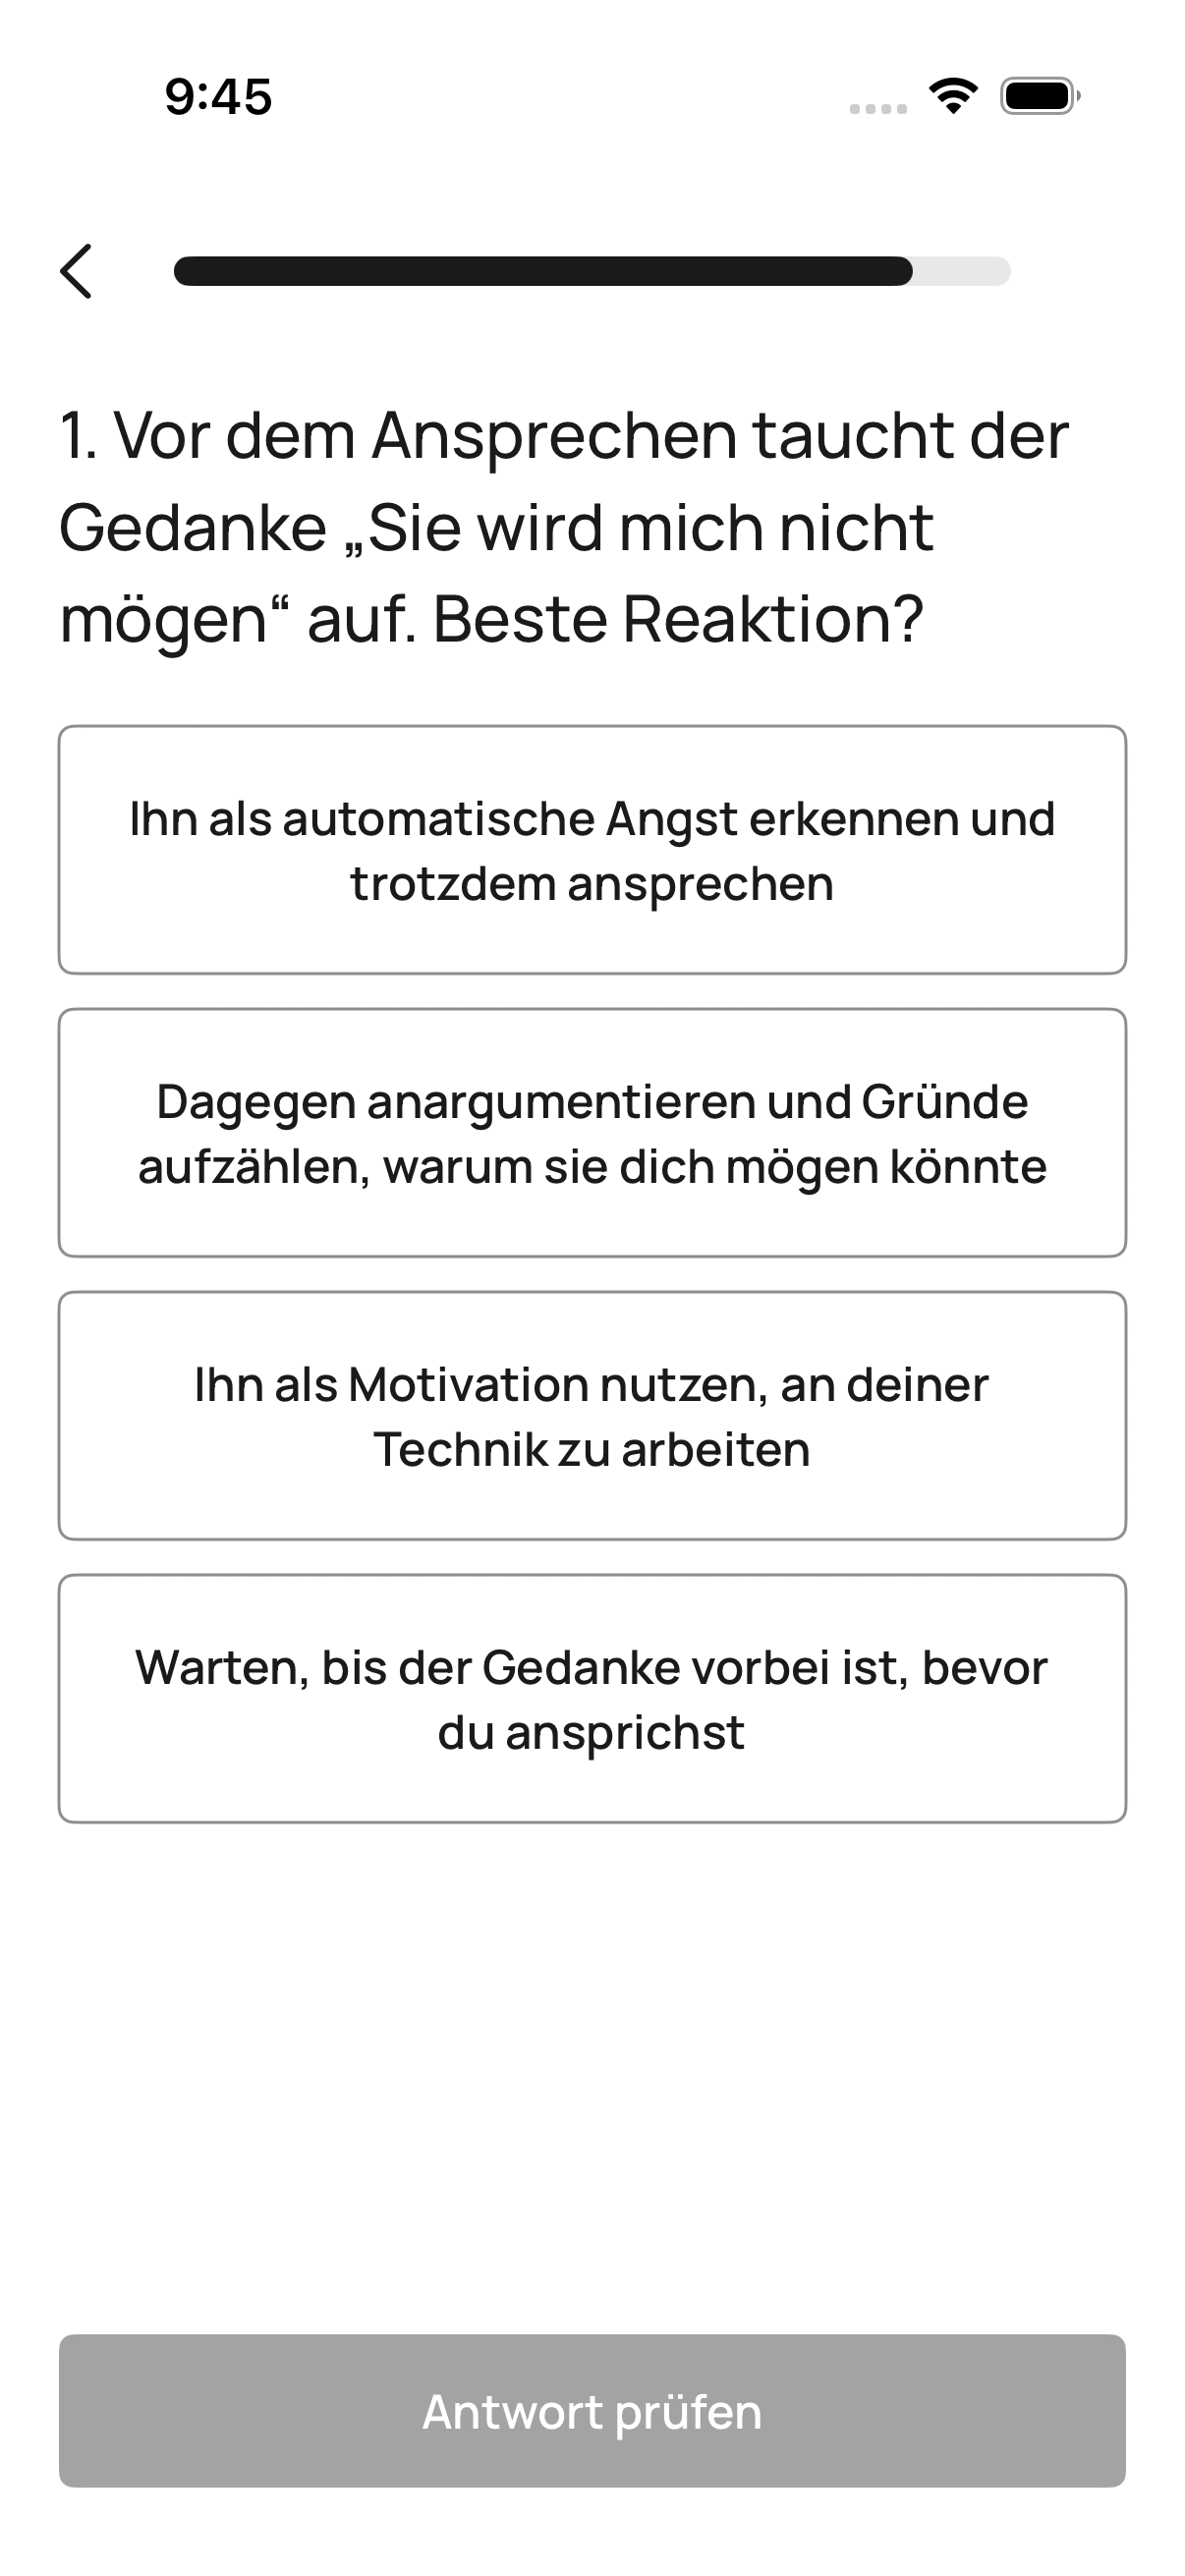 9:45
1. Vor dem Ansprechen taucht der
Gedanke „Sie wird mich nicht
mögen“ auf. Beste Reaktion?
Ihn als automatische Angst erkennen und
trotzdem ansprechen
Dagegen anargumentieren und Gründe
aufzählen, warum sie dich mögen könnte
Ihn als Motivation nutzen, an deiner
Technik zu arbeiten
Warten, bis der Gedanke vorbei ist, bevor
du ansprichst
Antwort prüfen